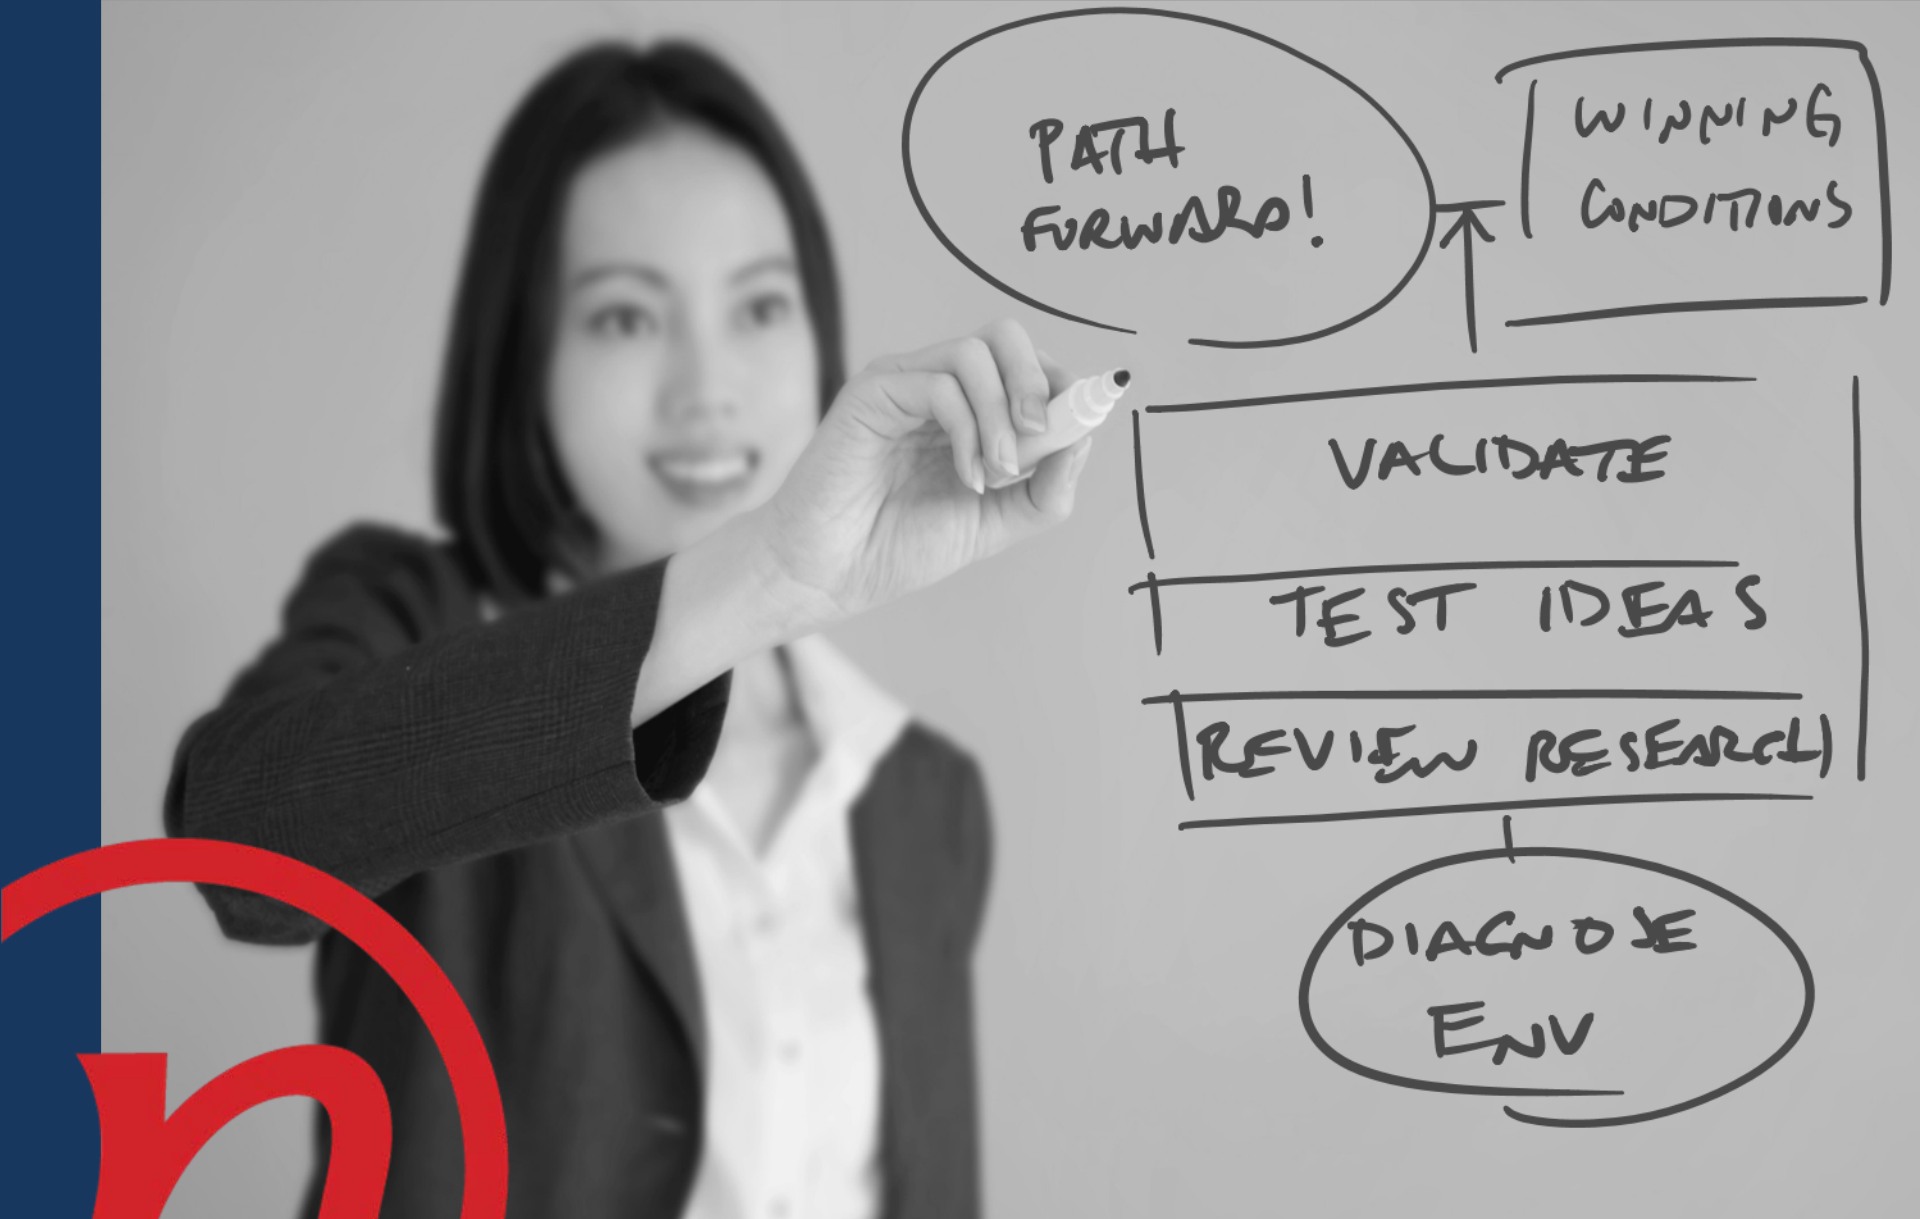 PATH
FORWARD!
WINNING
CONDITIONS
VALIDATE
TEST IDEAS
REVIEW RESEARCH
DIAGNOSE
ENV
n